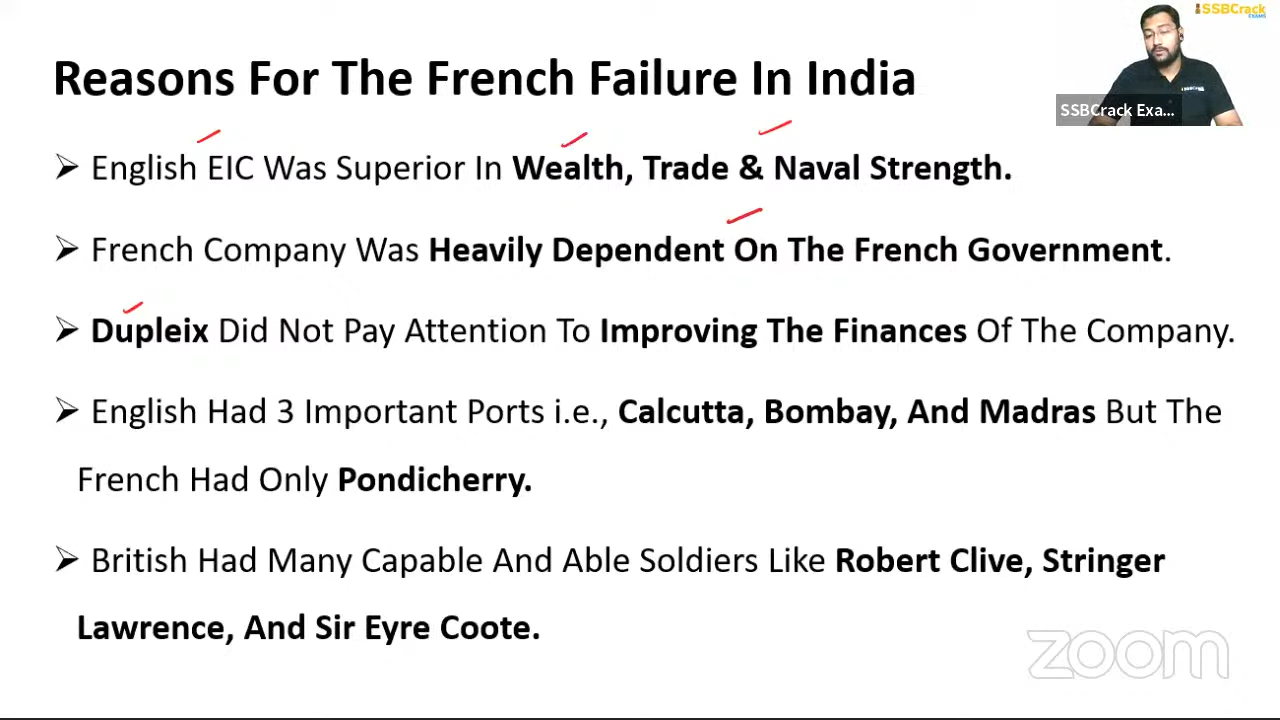 SSBCrack
EXAMS
Reasons For The French Failure In India
SSBCrack Exa...
➢ English EIC Was Superior In Wealth, Trade & Naval Strength.
➢ French Company Was Heavily Dependent On The French Government.
➢ Dupleix Did Not Pay Attention To Improving The Finances Of The Company.
➢ English Had 3 Important Ports i.e., Calcutta, Bombay, And Madras But The
French Had Only Pondicherry.
➢ British Had Many Capable And Able Soldiers Like Robert Clive, Stringer
Lawrence, And Sir Eyre Coote.
zoom